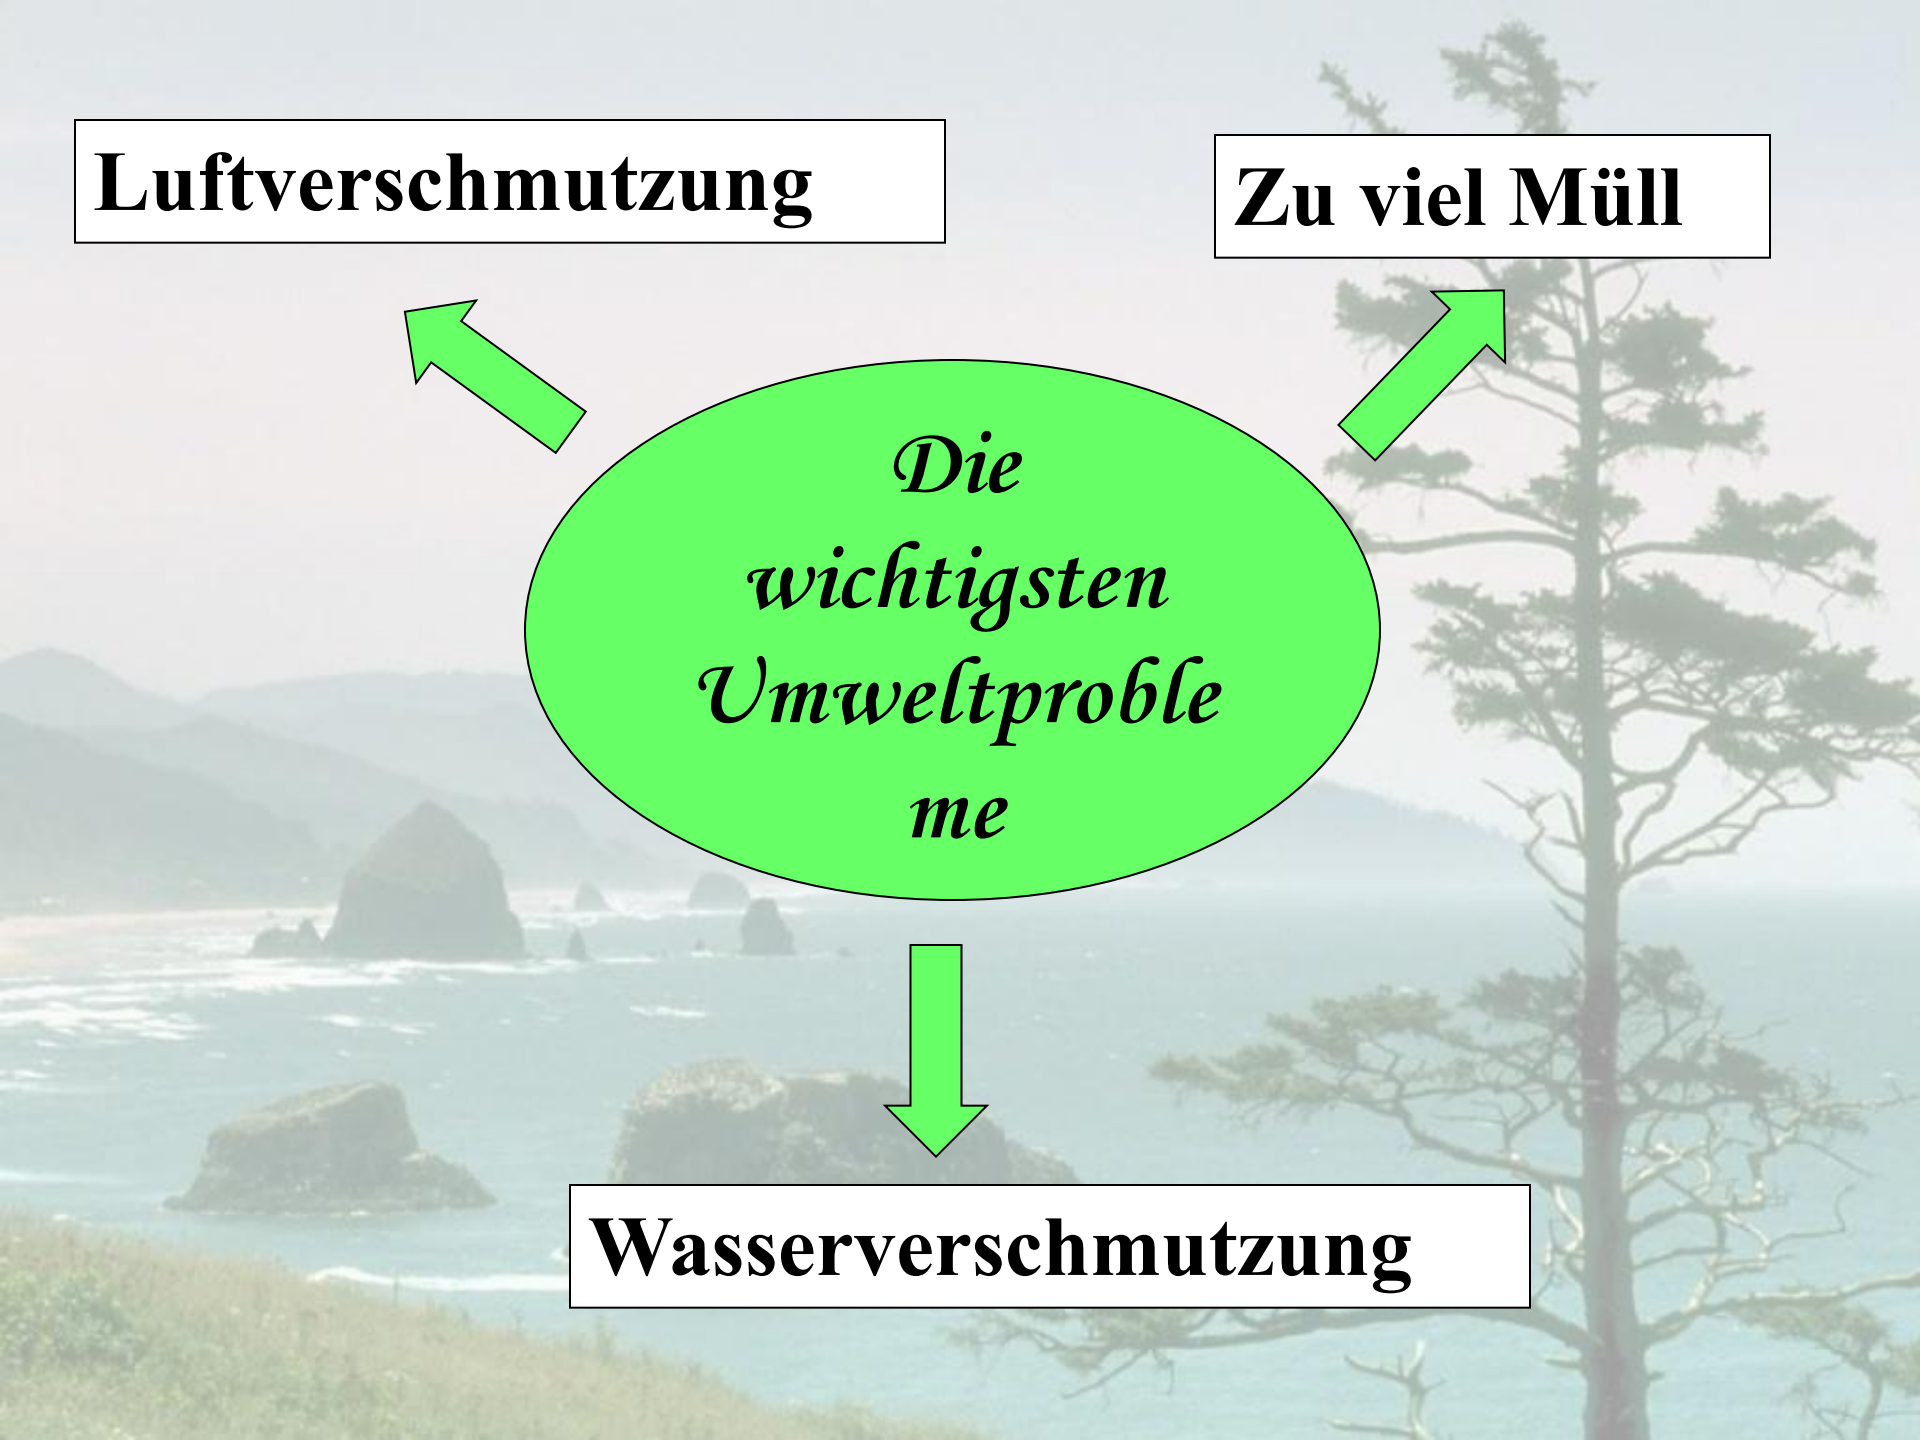 Luftverschmutzung
Zu viel Müll
Die
wichtigsten
Umweltproble
me
Wasserverschmutzung